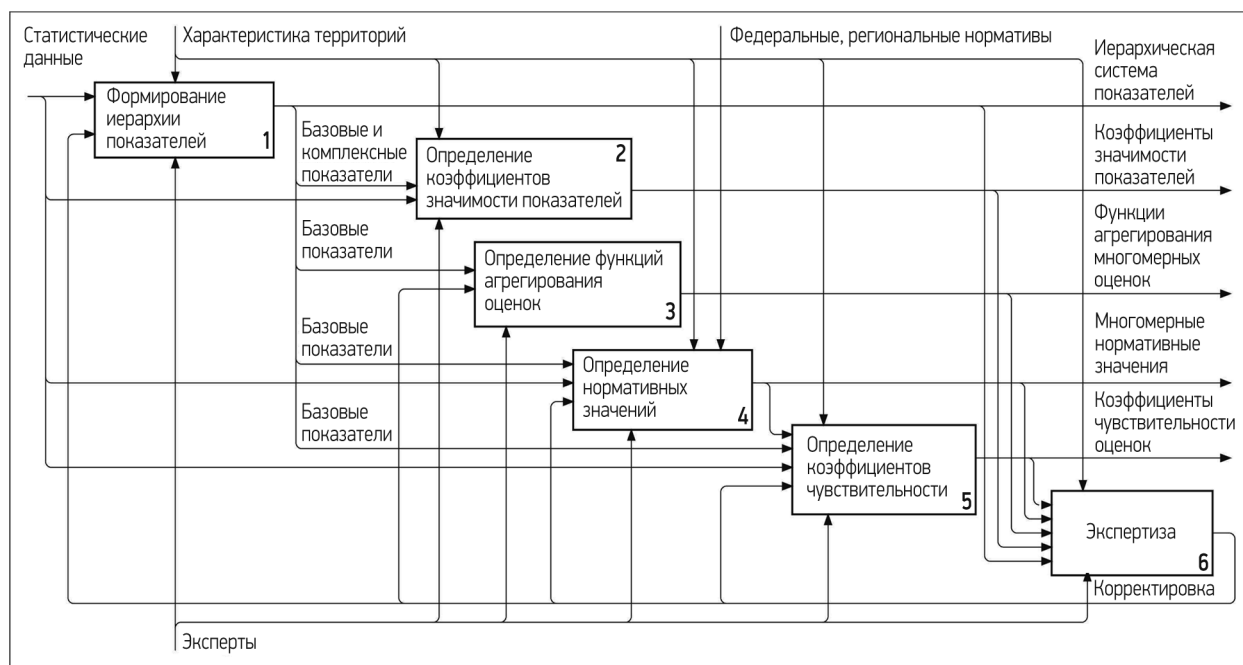 Статистические
данные
Характеристика территорий
Федеральные, региональные нормативы
Иерархическая
система
показателей
Формирование
иерархии
показателей
1
Базовые и
комплексные
показатели
Определение
коэффициентов
значимости показателей
2
Коэффициенты
значимости
показателей
Базовые
показатели
Определение функций
агрегирования
оценок
3
Функции
агрегирования
многомерных
оценок
Базовые
показатели
Определение
нормативных
значений
4
Многомерные
нормативные
значения
Базовые
показатели
Определение
коэффициентов
чувствительности
5
Коэффициенты
чувствительности
оценок
Экспертиза
6
Корректировка
Эксперты